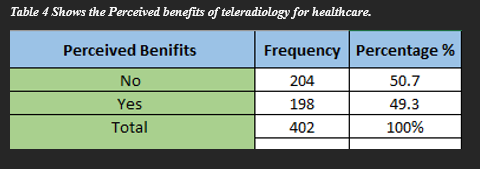 Table 4 Shows the Perceived benefits of teleradiology for healthcare.
Perceived Benifits Frequency Percentage %
No 204 50.7
Yes 198 49.3
Total 402 100%